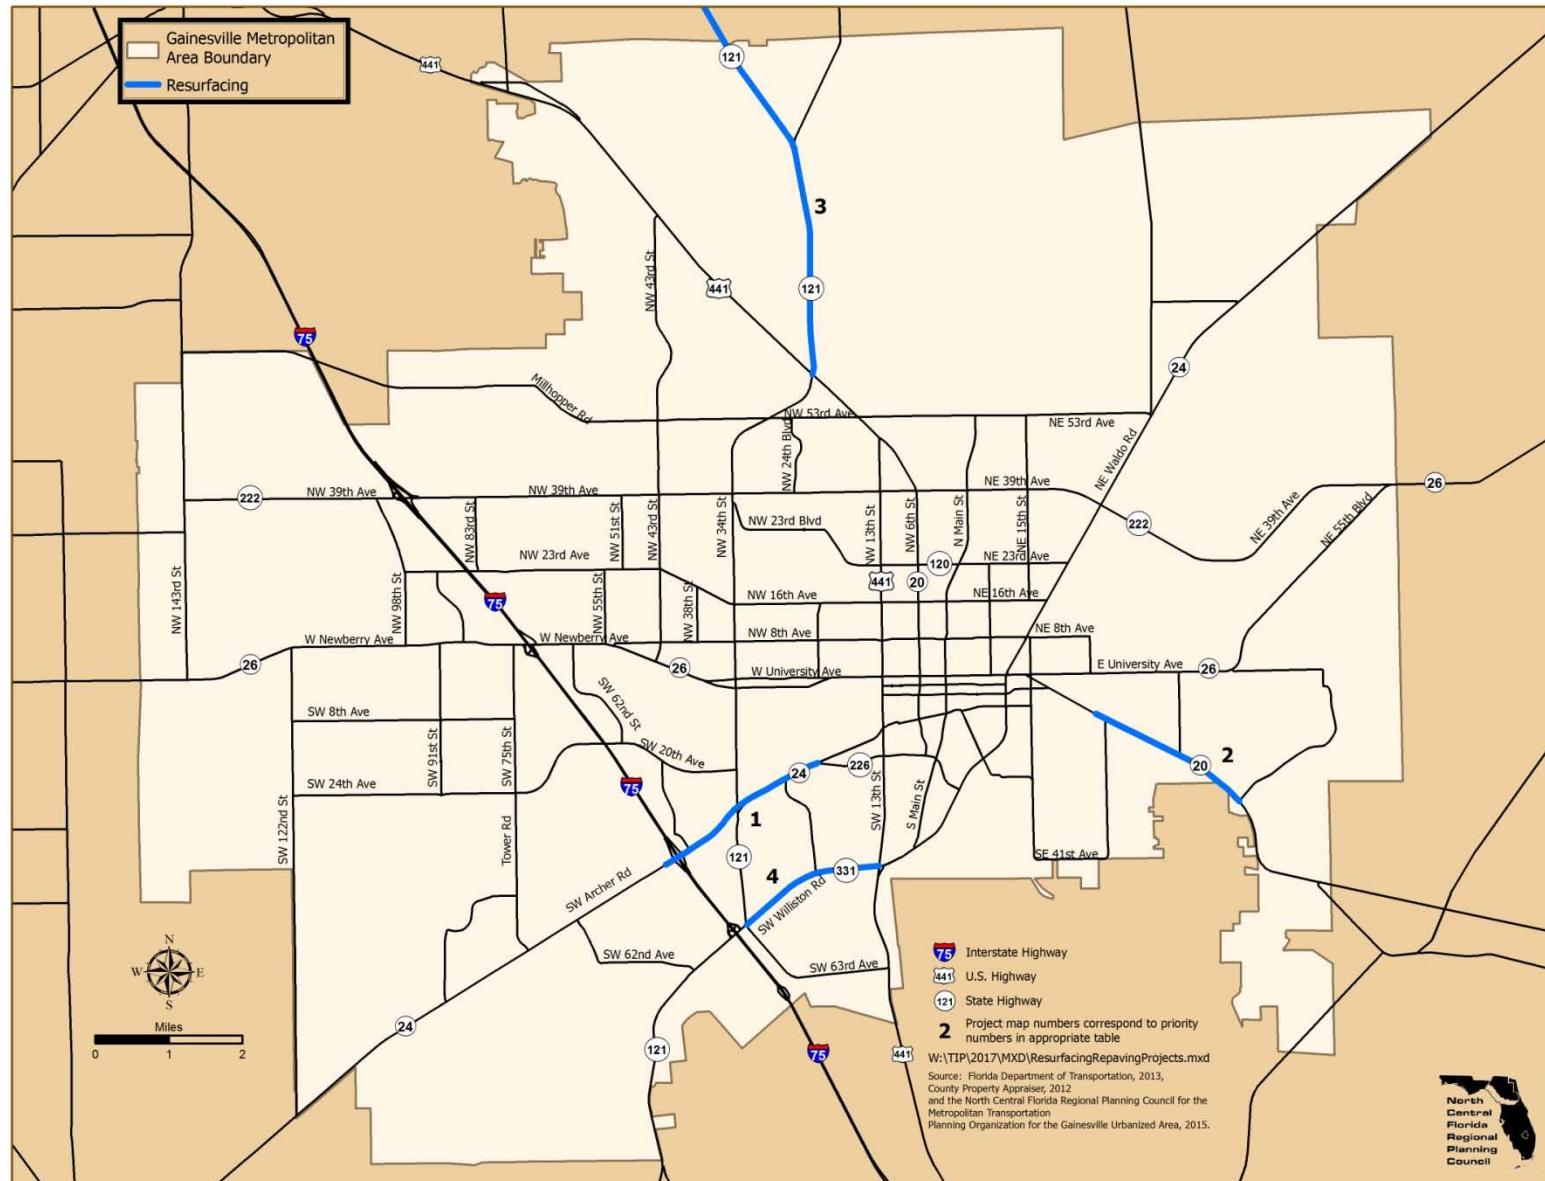 Gainesville Metropolitan
Area Boundary
Resurfacing
441
121
3
121
441
NW 43rd St
75
24
Millhopper Rd
NW 53rd Ave
NE 53rd Ave
NW 24th Blvd
NE Waldo Rd
222
NW 39th Ave
NW 39th Ave
NE 39th Ave
26
222
NE 39th Ave
NE 55th Blvd
NW 83rd St
NW 51st St
NW 43rd St
NW 34th St
NW 23rd Blvd
NW 13th St
NW 6th St
N Main St
NE 15th St
NW 23rd Ave
120
NE 23rd Ave
441
20
NW 143rd St
NW 98th St
75
NW 55th St
NW 38th St
NW 16th Ave
NE 16th Ave
W Newberry Ave
W Newberry Ave
NW 8th Ave
NE 8th Ave
26
26
W University Ave
E University Ave
26
SW 62nd St
SW 8th Ave
SW 91st St
SW 75th St
SW 20th Ave
24
226
20
2
SW 24th Ave
75
SW 122nd St
Tower Rd
1
SW 13th St
S Main St
121
4
331
SE 41st Ave
SW Archer Rd
SW Williston Rd
SW 62nd Ave
SW 63rd Ave
24
121
75
441
N
W
E
S
Miles
0
1
2
75
Interstate Highway
441
U.S. Highway
121
State Highway
2
Project map numbers correspond to priority
numbers in appropriate table
W:\TIP\2017\MXD\ResurfacingRepavingProjects.mxd
Source: Florida Department of Transportation, 2013,
County Property Appraiser, 2012
and the North Central Florida Regional Planning Council for the
Metropolitan Transportation
Planning Organization for the Gainesville Urbanized Area, 2015.
North
Central
Florida
Regional
Planning
Council